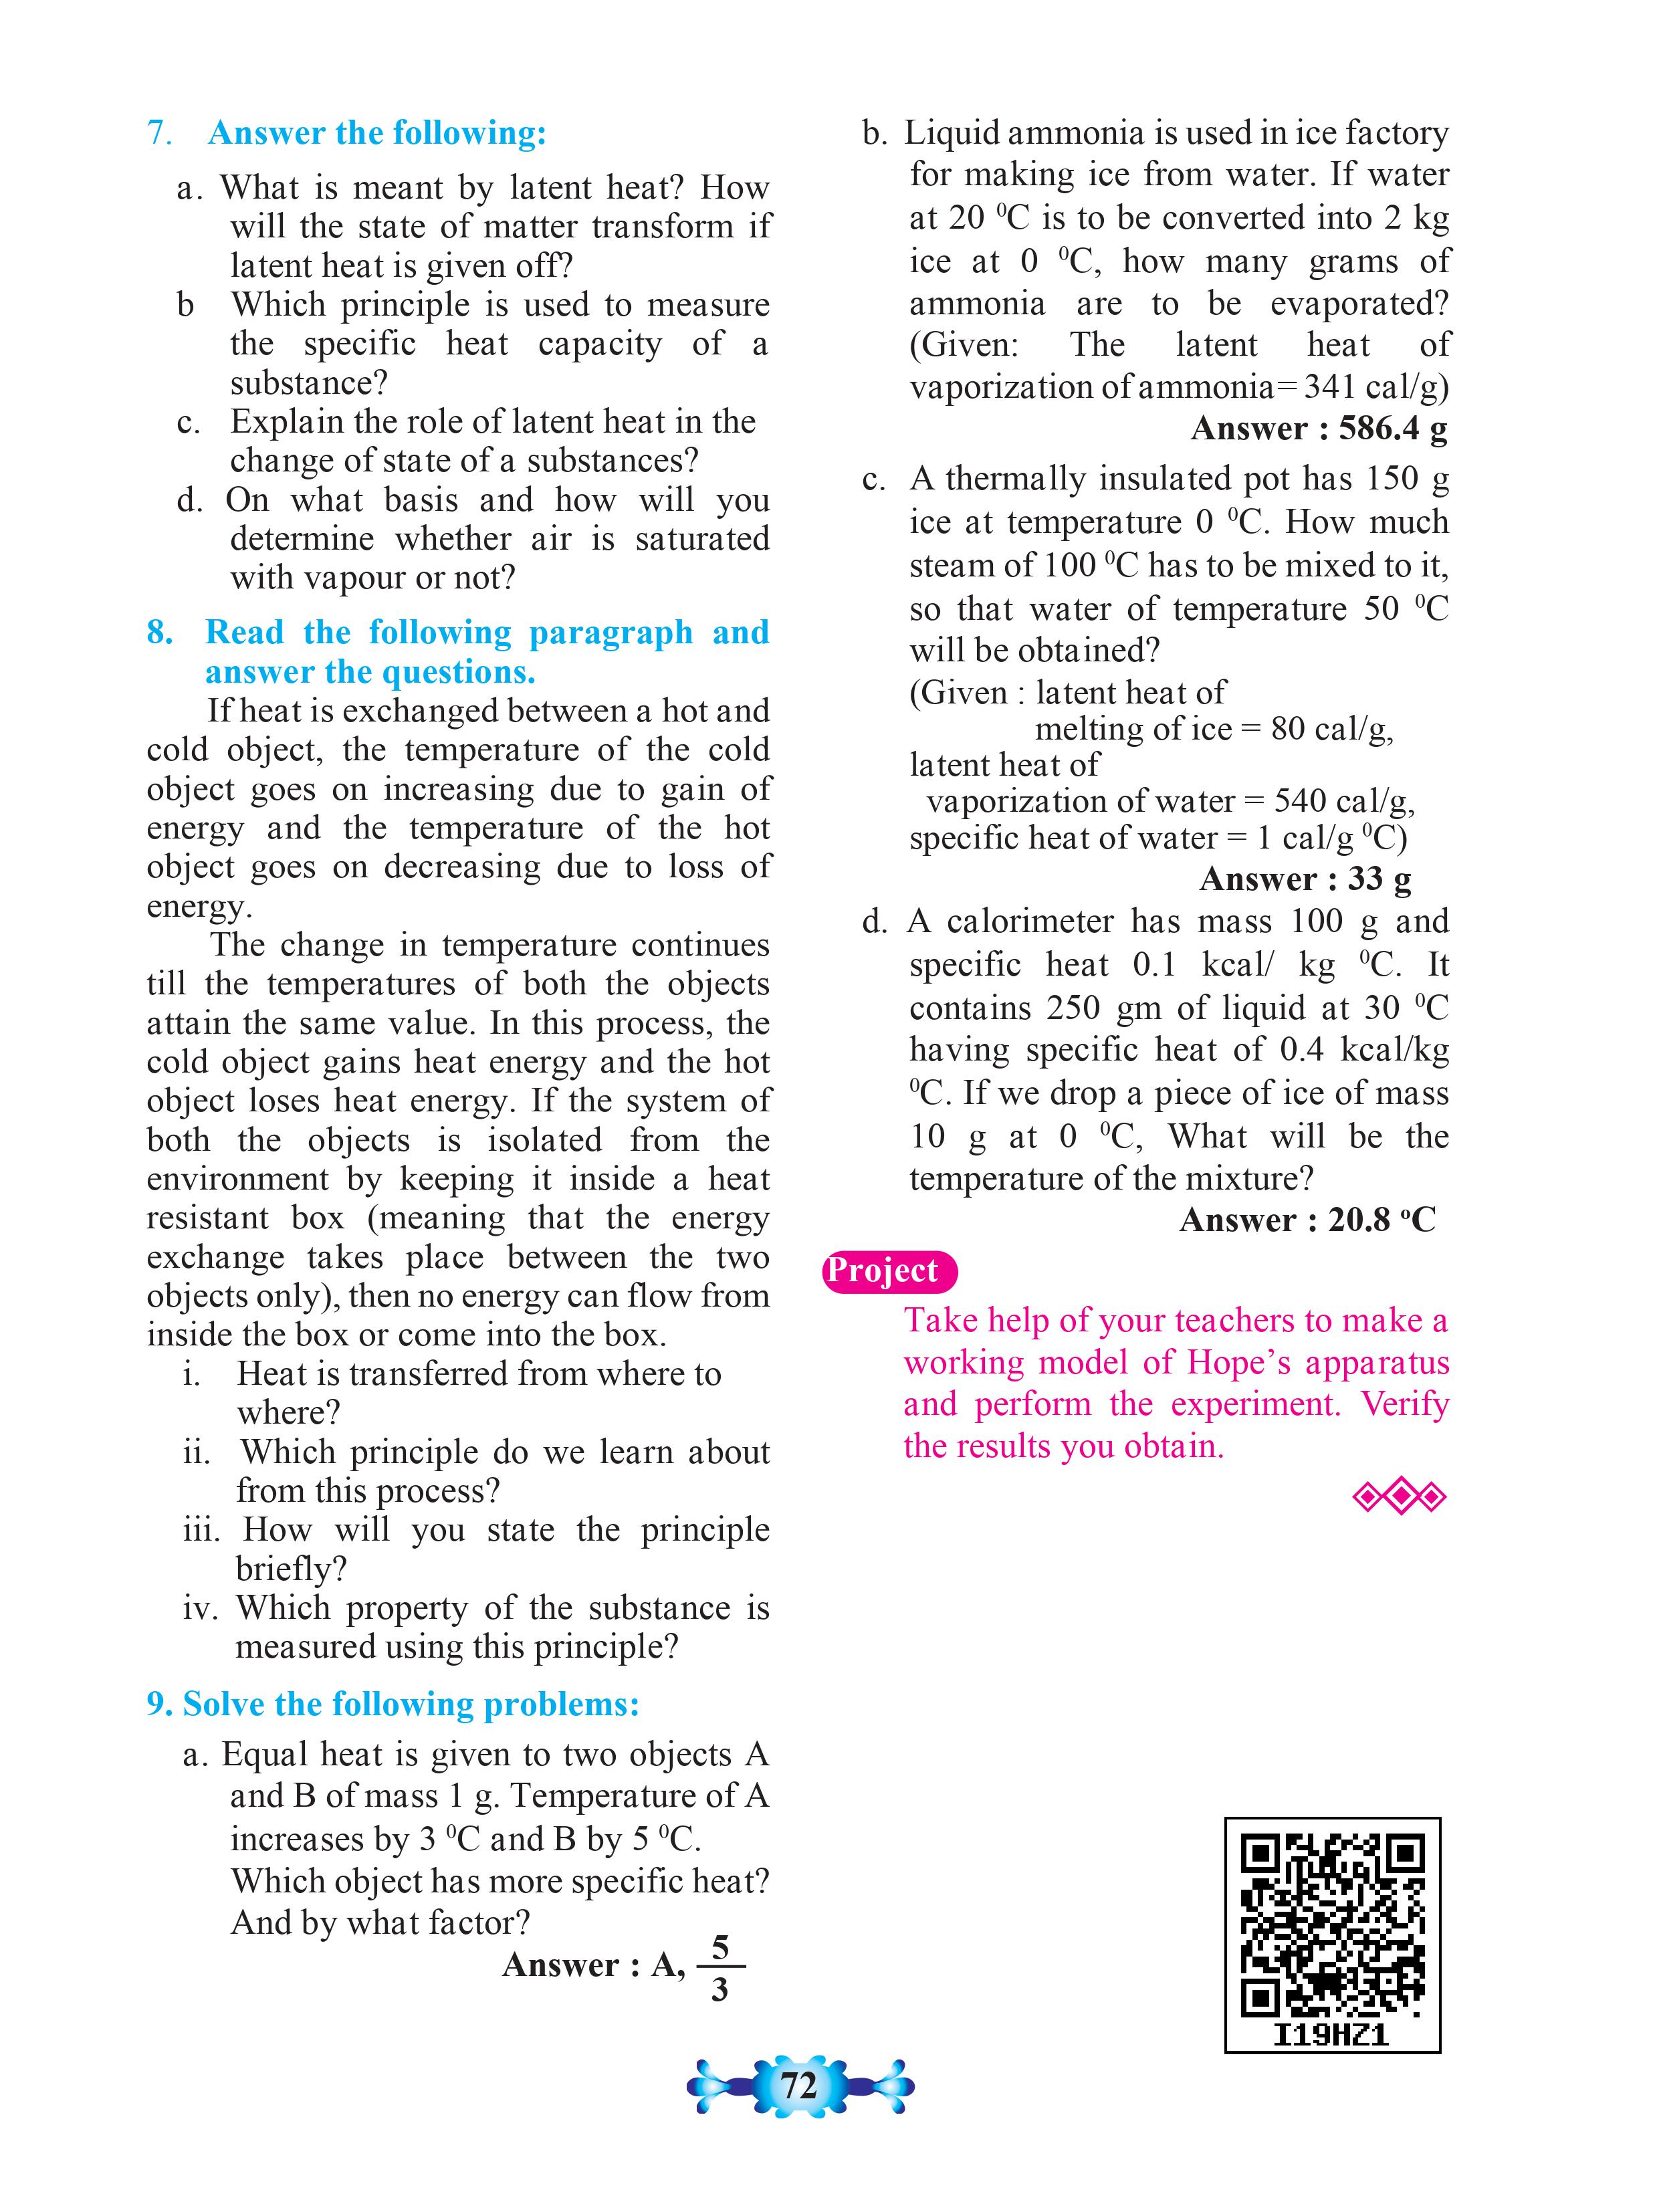 7. Answer the following:
a. What is meant by latent heat? How
will the state of matter transform if
latent heat is given off?
b Which principle is used to measure
the specific heat capacity of a
substance?
c. Explain the role of latent heat in the
change of state of a substances?
d. On what basis and how will you
determine whether air is saturated
with vapour or not?
8. Read the following paragraph and
answer the questions.
If heat is exchanged between a hot and
cold object, the temperature of the cold
object goes on increasing due to gain of
energy and the temperature of the hot
object goes on decreasing due to loss of
energy.
The change in temperature continues
till the temperatures of both the objects
attain the same value. In this process, the
cold object gains heat energy and the hot
object loses heat energy. If the system of
both the objects is isolated from the
environment by keeping it inside a heat
resistant box (meaning that the energy
exchange takes place between the two
objects only), then no energy can flow from
inside the box or come into the box.
i. Heat is transferred from where to
where?
ii. Which principle do we learn about
from this process?
iii. How will you state the principle
briefly?
iv. Which property of the substance is
measured using this principle?
9. Solve the following problems:
a. Equal heat is given to two objects A
and B of mass 1 g. Temperature of A
increases by 3 ⁰C and B by 5 ⁰C.
Which object has more specific heat?
And by what factor?
Answer : A, 5/3
b. Liquid ammonia is used in ice factory
for making ice from water. If water
at 20 ⁰C is to be converted into 2 kg
ice at 0 ⁰C, how many grams of
ammonia are to be evaporated?
(Given: The latent heat of
vaporization of ammonia= 341 cal/g)
Answer : 586.4 g
c. A thermally insulated pot has 150 g
ice at temperature 0 ⁰C. How much
steam of 100 ⁰C has to be mixed to it,
so that water of temperature 50 ⁰C
will be obtained?
(Given : latent heat of
melting of ice = 80 cal/g,
latent heat of
vaporization of water = 540 cal/g,
specific heat of water = 1 cal/g ⁰C)
Answer : 33 g
d. A calorimeter has mass 100 g and
specific heat 0.1 kcal/ kg ⁰C. It
contains 250 gm of liquid at 30 ⁰C
having specific heat of 0.4 kcal/kg
⁰C. If we drop a piece of ice of mass
10 g at 0 ⁰C, What will be the
temperature of the mixture?
Answer : 20.8 ᵒC
Project
Take help of your teachers to make a
working model of Hope’s apparatus
and perform the experiment. Verify
the results you obtain.
I19HZ1
72